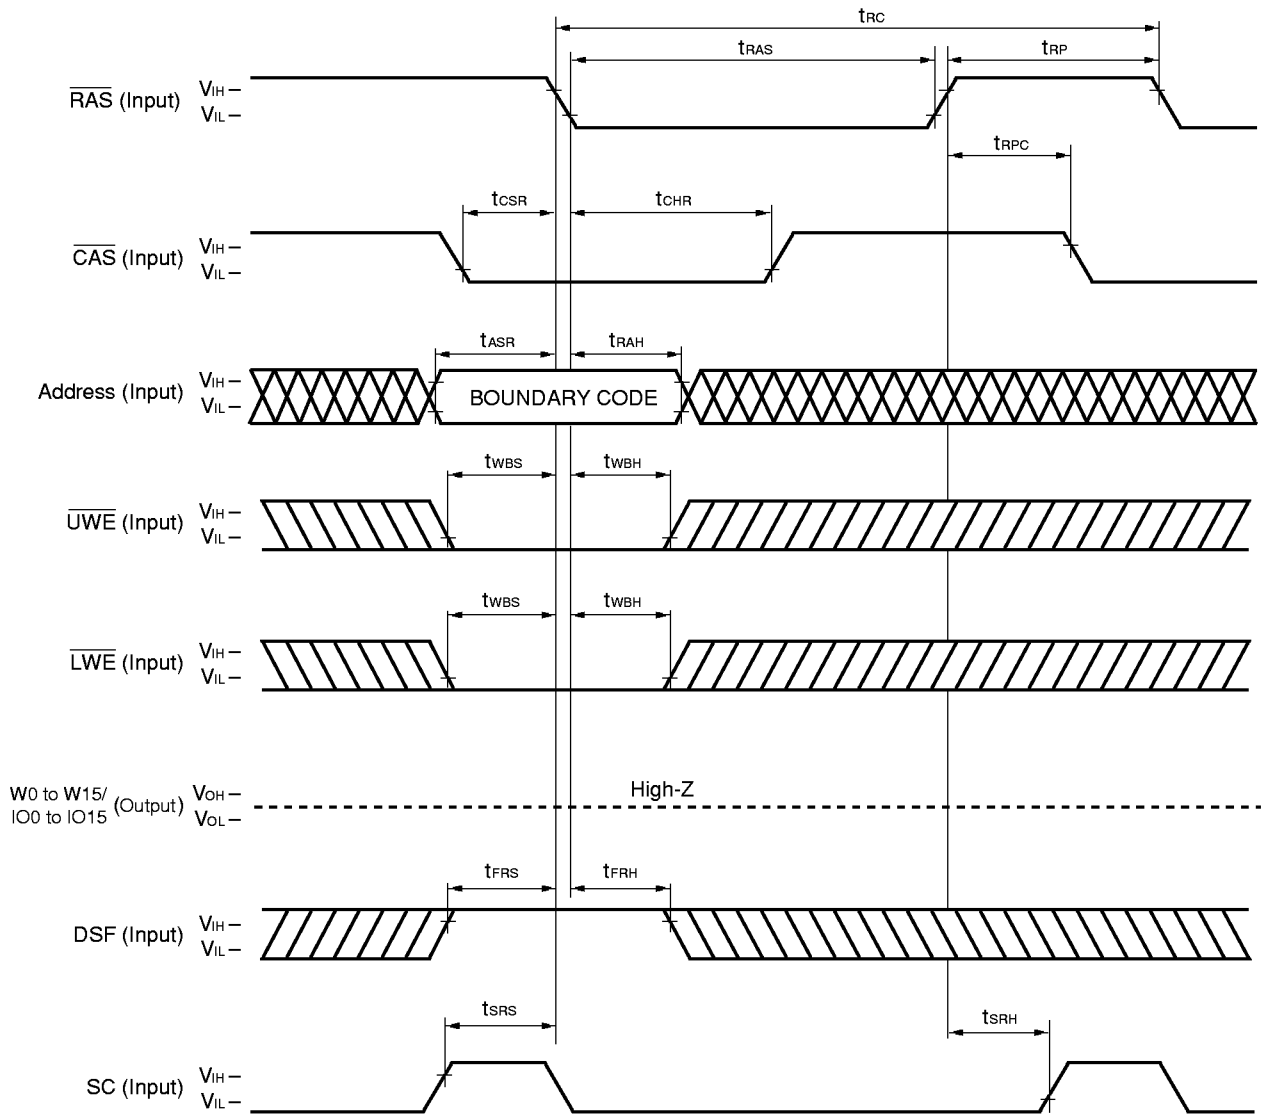 tRC
tRAS
tRP
RAS (Input) VIH
VIL
tRPC
tCSR
tCHR
CAS (Input) VIH
VIL
tASR
tRAH
Address (Input) VIH
VIL
BOUNDARY CODE
tWBS
tWBH
UWE (Input) VIH
VIL
tWBS
tWBH
LWE (Input) VIH
VIL
High-Z
W0 to W15/
IO0 to IO15 (Output) VOH
VOL
tFRS
tFRH
DSF (Input) VIH
VIL
tSRS
tSRH
SC (Input) VIH
VIL